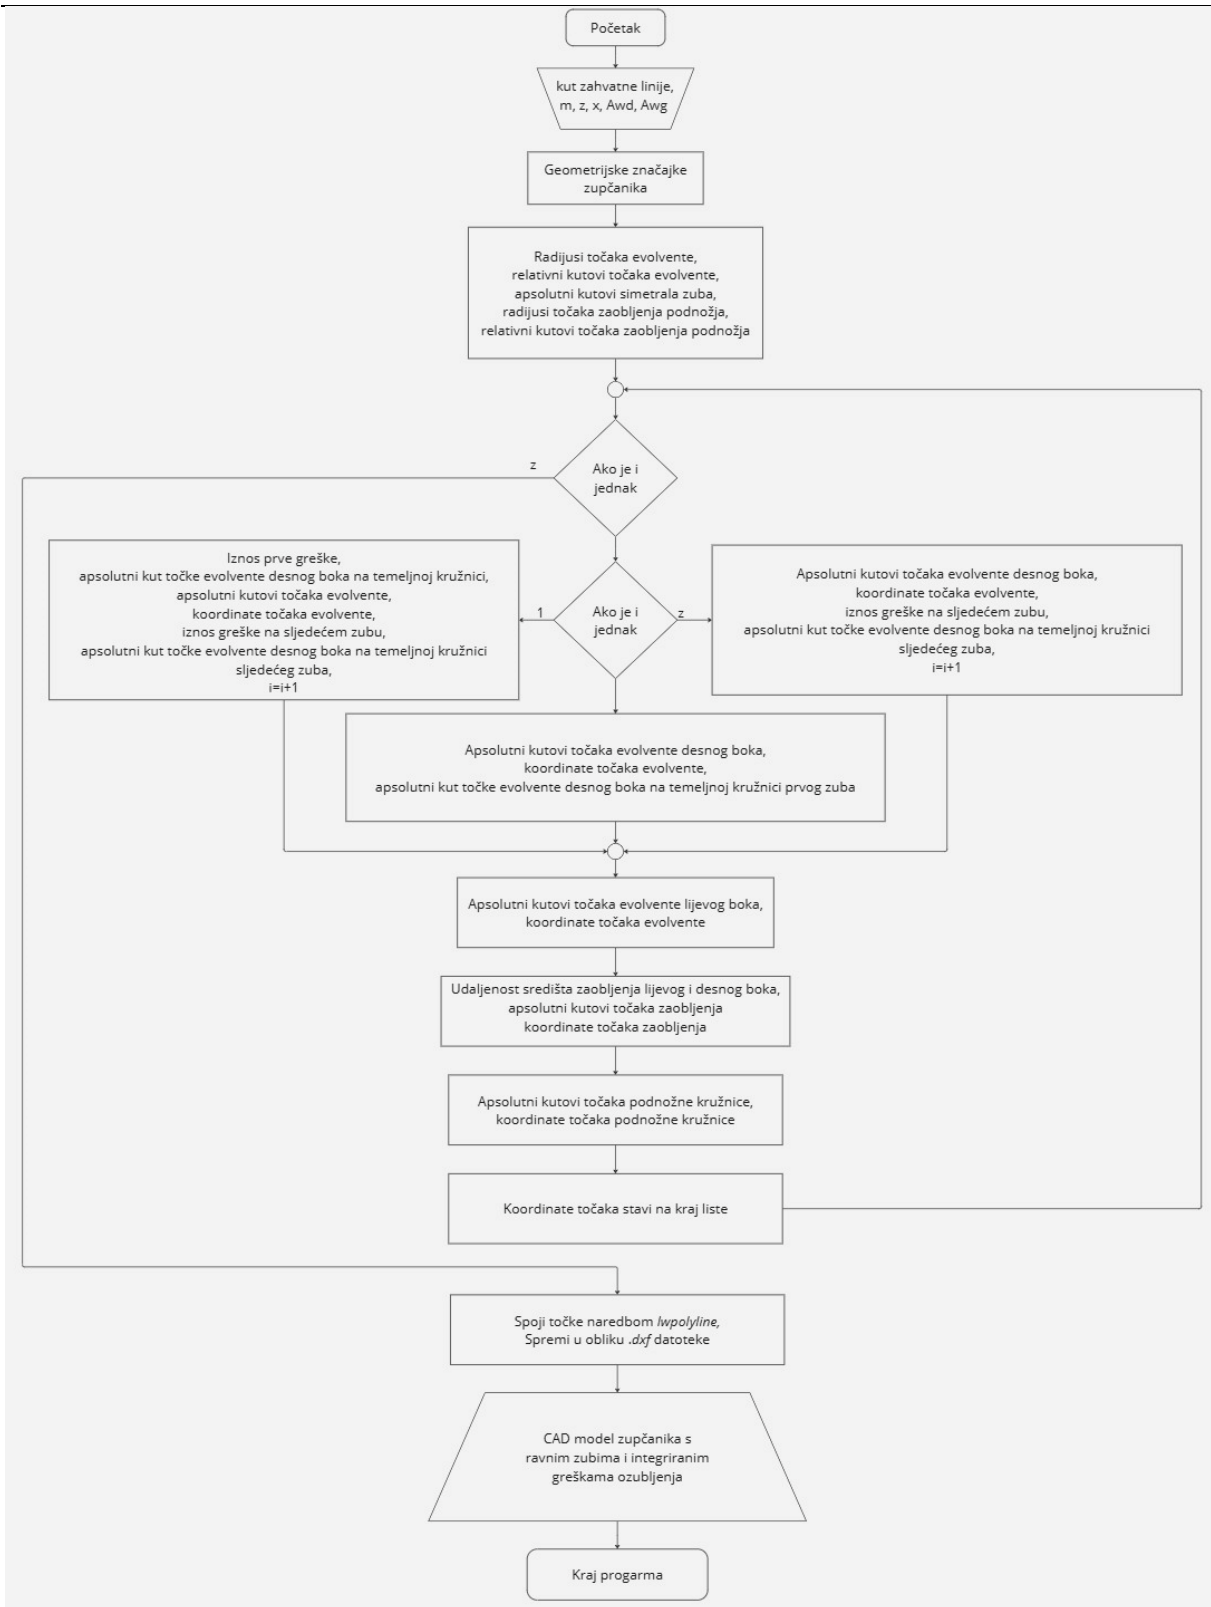 Početak
kut zahvatne linije,
m, z, x, Awd, Awg
Geometrijske značajke
zupčanika
Radijusi točaka evolvente,
relativni kutovi točaka evolvente,
apsolutni kutovi simetrala zuba,
radijusi točaka zaobljenja podnožja,
relativni kutovi točaka zaobljenja podnožja
z
Ako je i
jednak
Iznos prve greške,
apsolutni kut točke evolvente desnog boka na temeljnoj kružnici,
apsolutni kutovi točaka evolvente,
koordinate točaka evolvente,
iznos greške na sljedećem zubu,
apsolutni kut točke evolvente desnog boka na temeljnoj kružnici
sljedećeg zuba,
i=i+1
1
Ako je i
jednak
z
Apsolutni kutovi točaka evolvente desnog boka,
koordinate točaka evolvente,
iznos greške na sljedećem zubu,
apsolutni kut točke evolvente desnog boka na temeljnoj kružnici
sljedećeg zuba,
i=i+1
Apsolutni kutovi točaka evolvente desnog boka,
koordinate točaka evolvente,
apsolutni kut točke evolvente desnog boka na temeljnoj kružnici prvog zuba
Apsolutni kutovi točaka evolvente lijevog boka,
koordinate točaka evolvente
Udaljenost središta zaobljenja lijevog i desnog boka,
apsolutni kutovi točaka zaobljenja
koordinate točaka zaobljenja
Apsolutni kutovi točaka podnožne kružnice,
koordinate točaka podnožne kružnice
Koordinate točaka stavi na kraj liste
Spoji točke naredbom lwpolyline,
Spremi u obliku .dxf datoteke
CAD model zupčanika s
ravnim zubima i integriranim
greškama ozubljenja
Kraj progarma